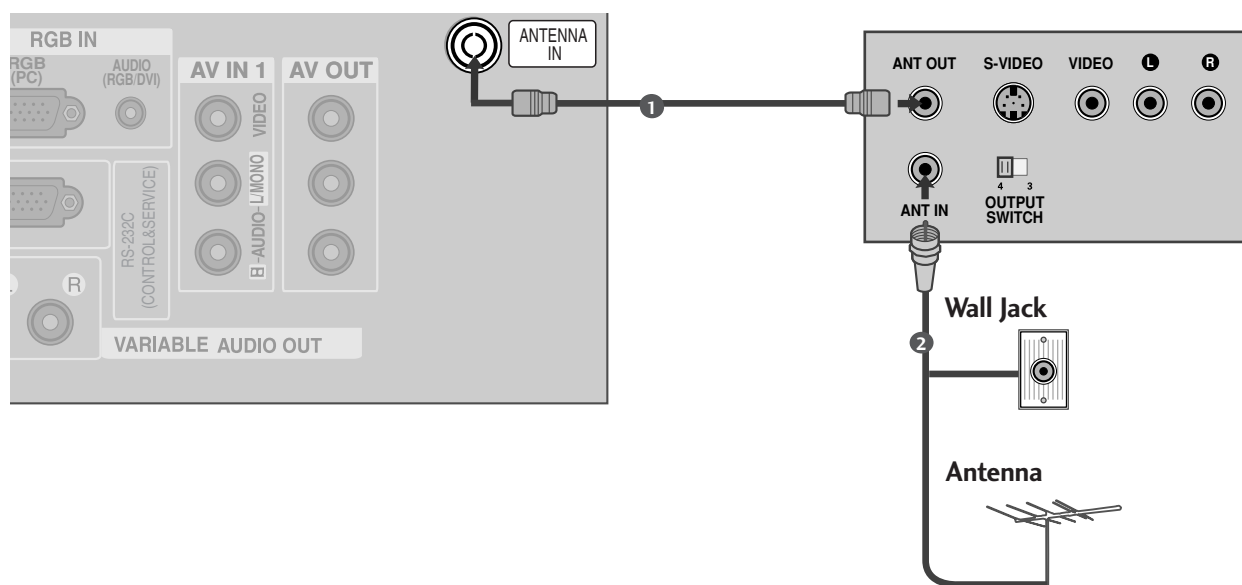 RGB IN
RGB
(PC)
AUDIO
(RGB/DVI)
RS-232C
(CONTROL&SERVICE)
R
VARIABLE AUDIO OUT
AV IN 1
AV OUT
VIDEO
L/MONO
-AUDIO-
ANTENNA
IN
1
ANT OUT
S-VIDEO
VIDEO
L
R
ANT IN
4 3
OUTPUT
SWITCH
2
Wall Jack
Antenna